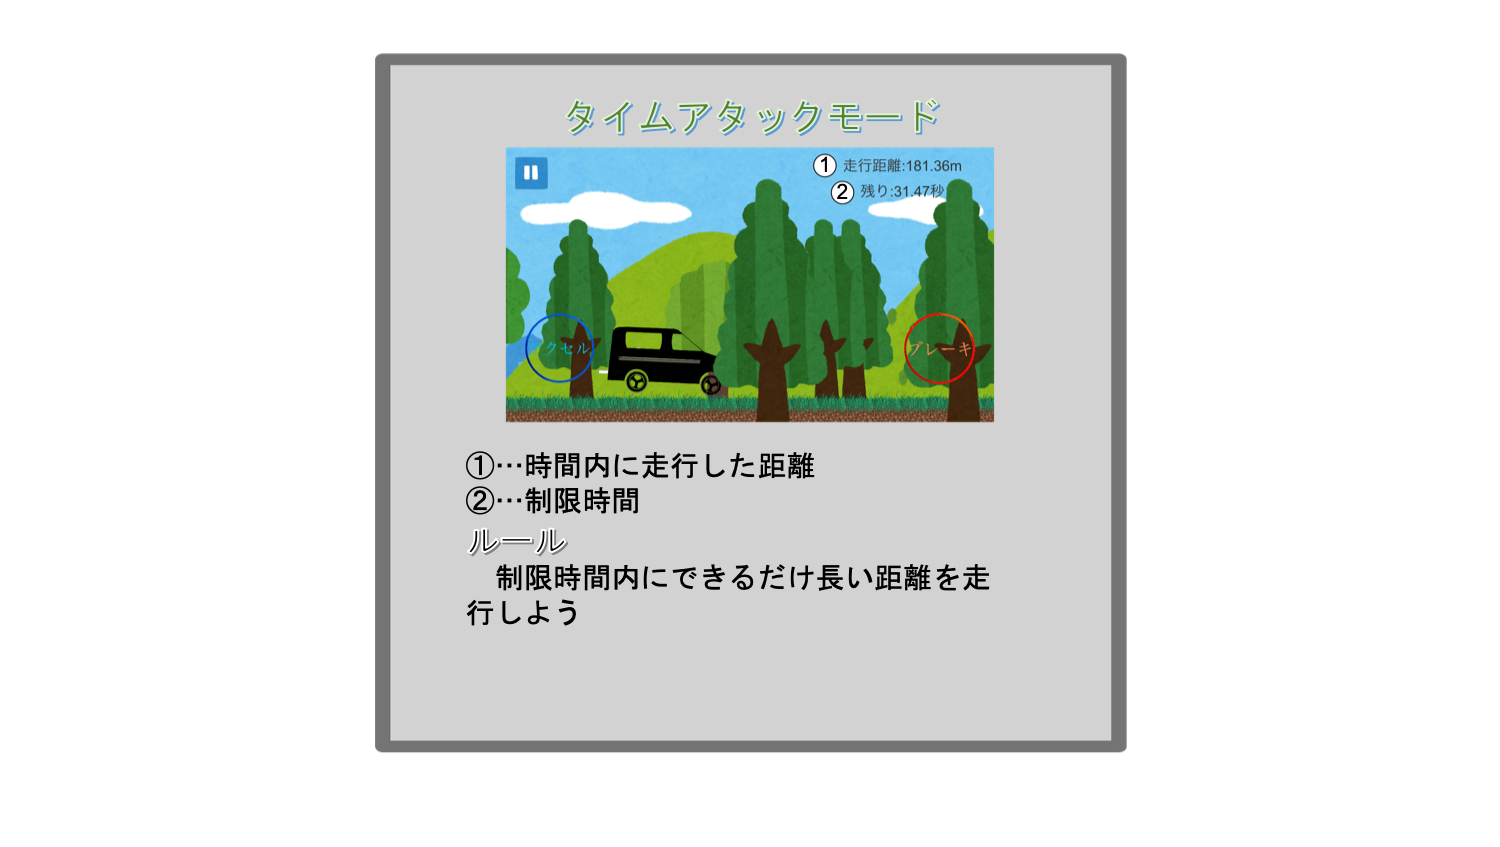 タイムアタックモード
① 走行距離:181.36m
② 残り:31.47秒
クセル
ブレーキ
①…時間内に走行した距離
②…制限時間
ルール
　制限時間内にできるだけ長い距離を走
行しよう